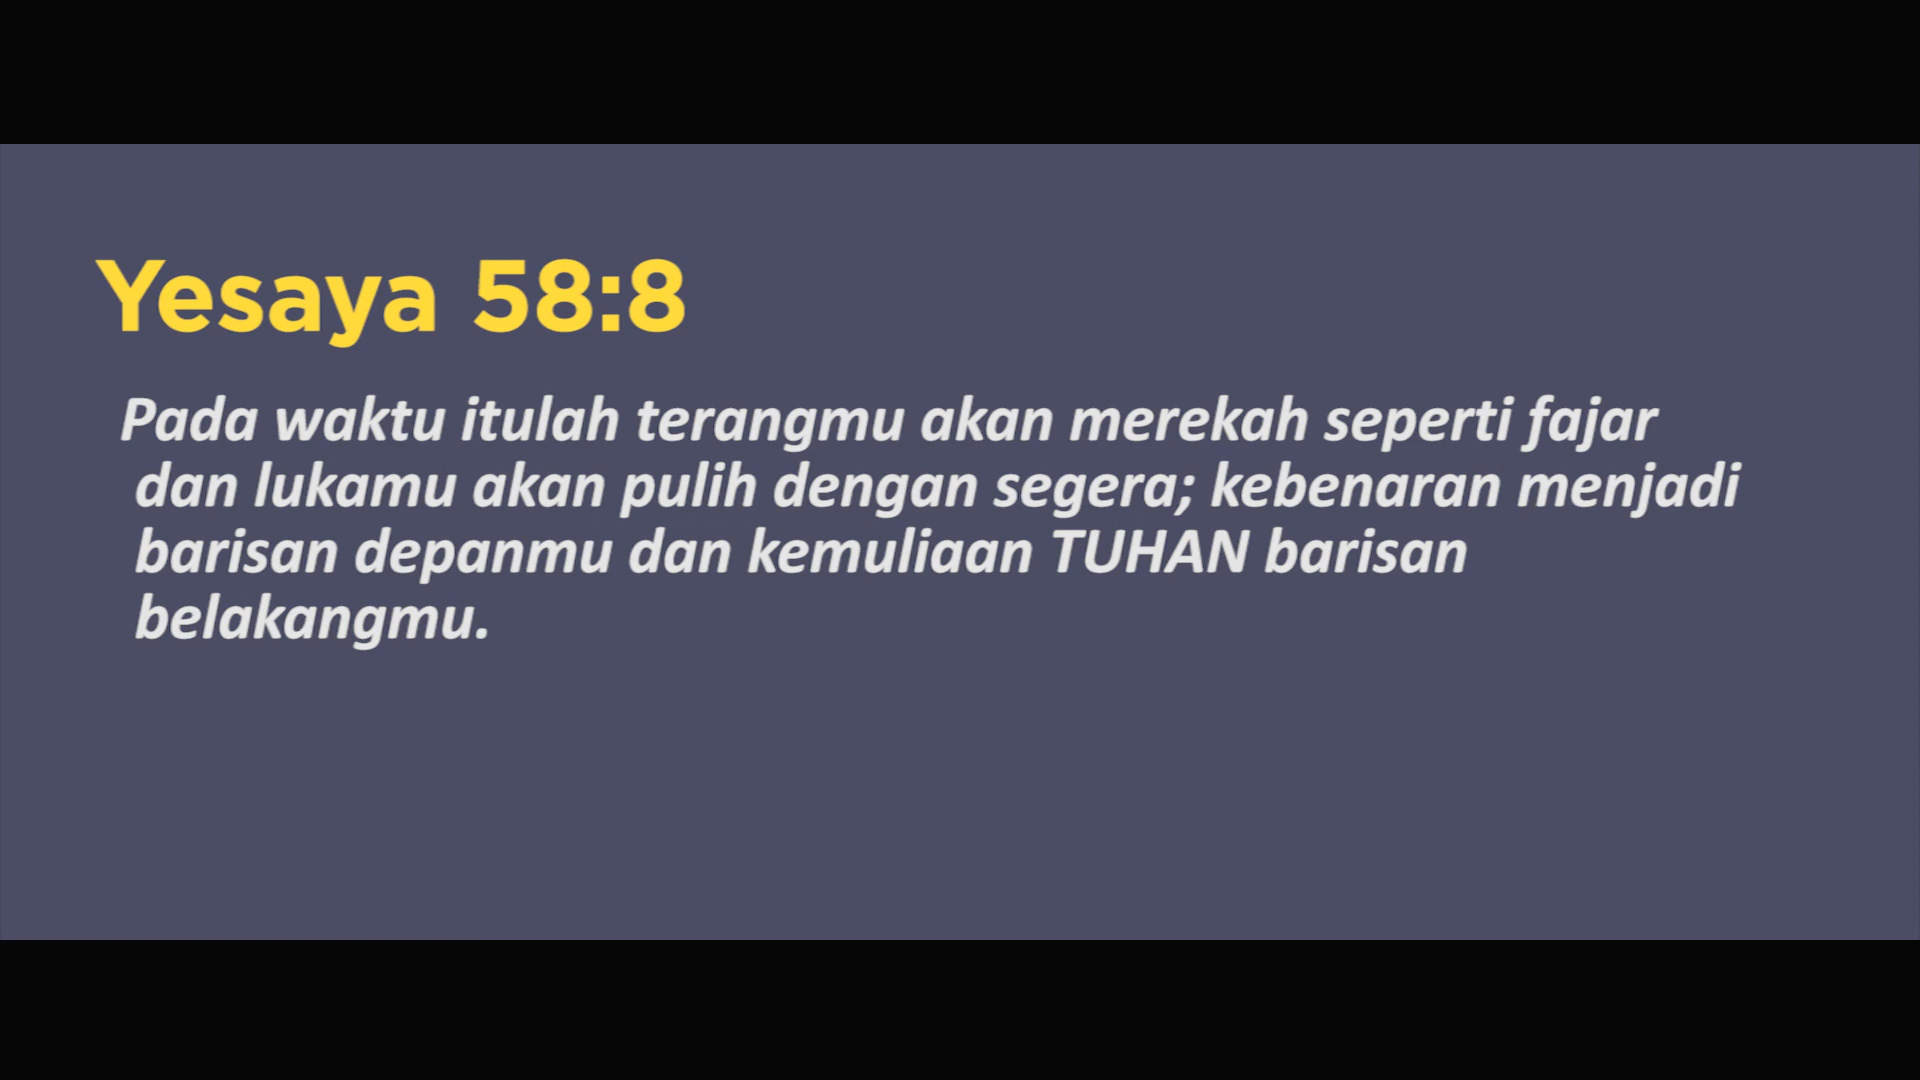 Yesaya 58:8
Pada waktu itulah terangmu akan merekah seperti fajar
dan lukamu akan pulih dengan segera; kebenaran menjadi
barisan depanmu dan kemuliaan TUHAN barisan
belakangmu.